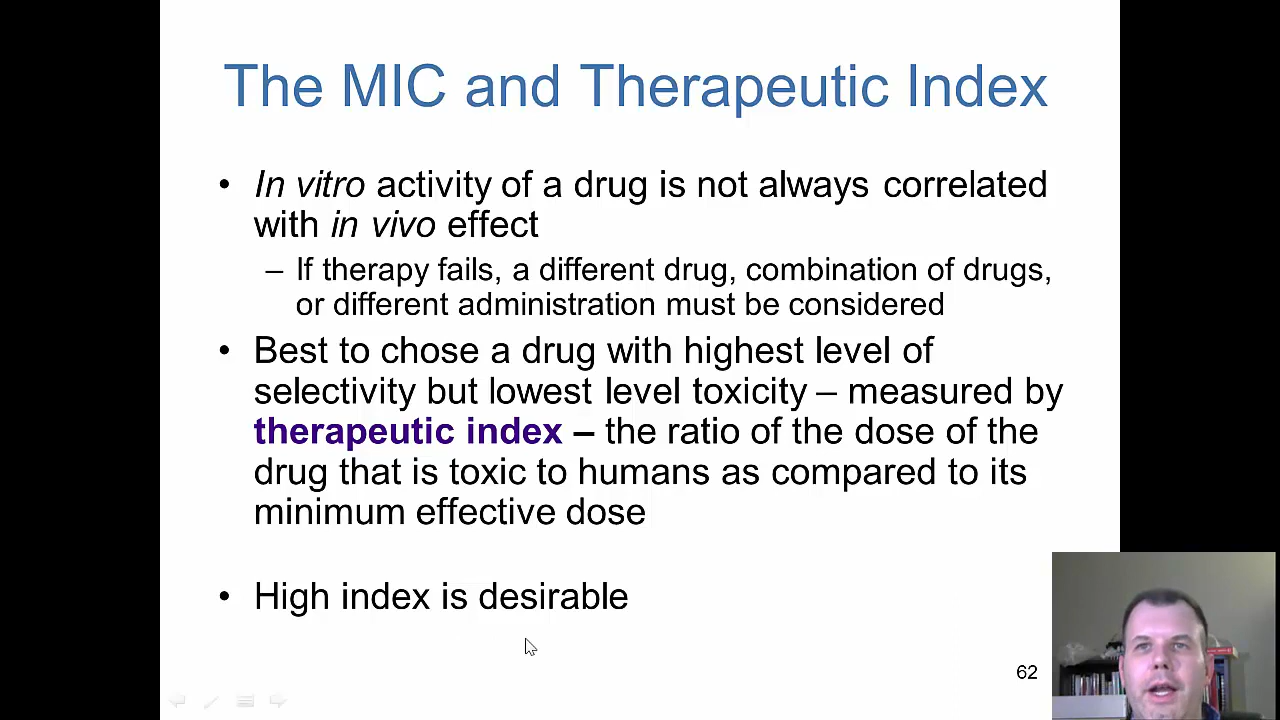 The MIC and Therapeutic Index
• In vitro activity of a drug is not always correlated
with in vivo effect
– If therapy fails, a different drug, combination of drugs,
or different administration must be considered
• Best to chose a drug with highest level of
selectivity but lowest level toxicity – measured by
therapeutic index – the ratio of the dose of the
drug that is toxic to humans as compared to its
minimum effective dose
• High index is desirable
62